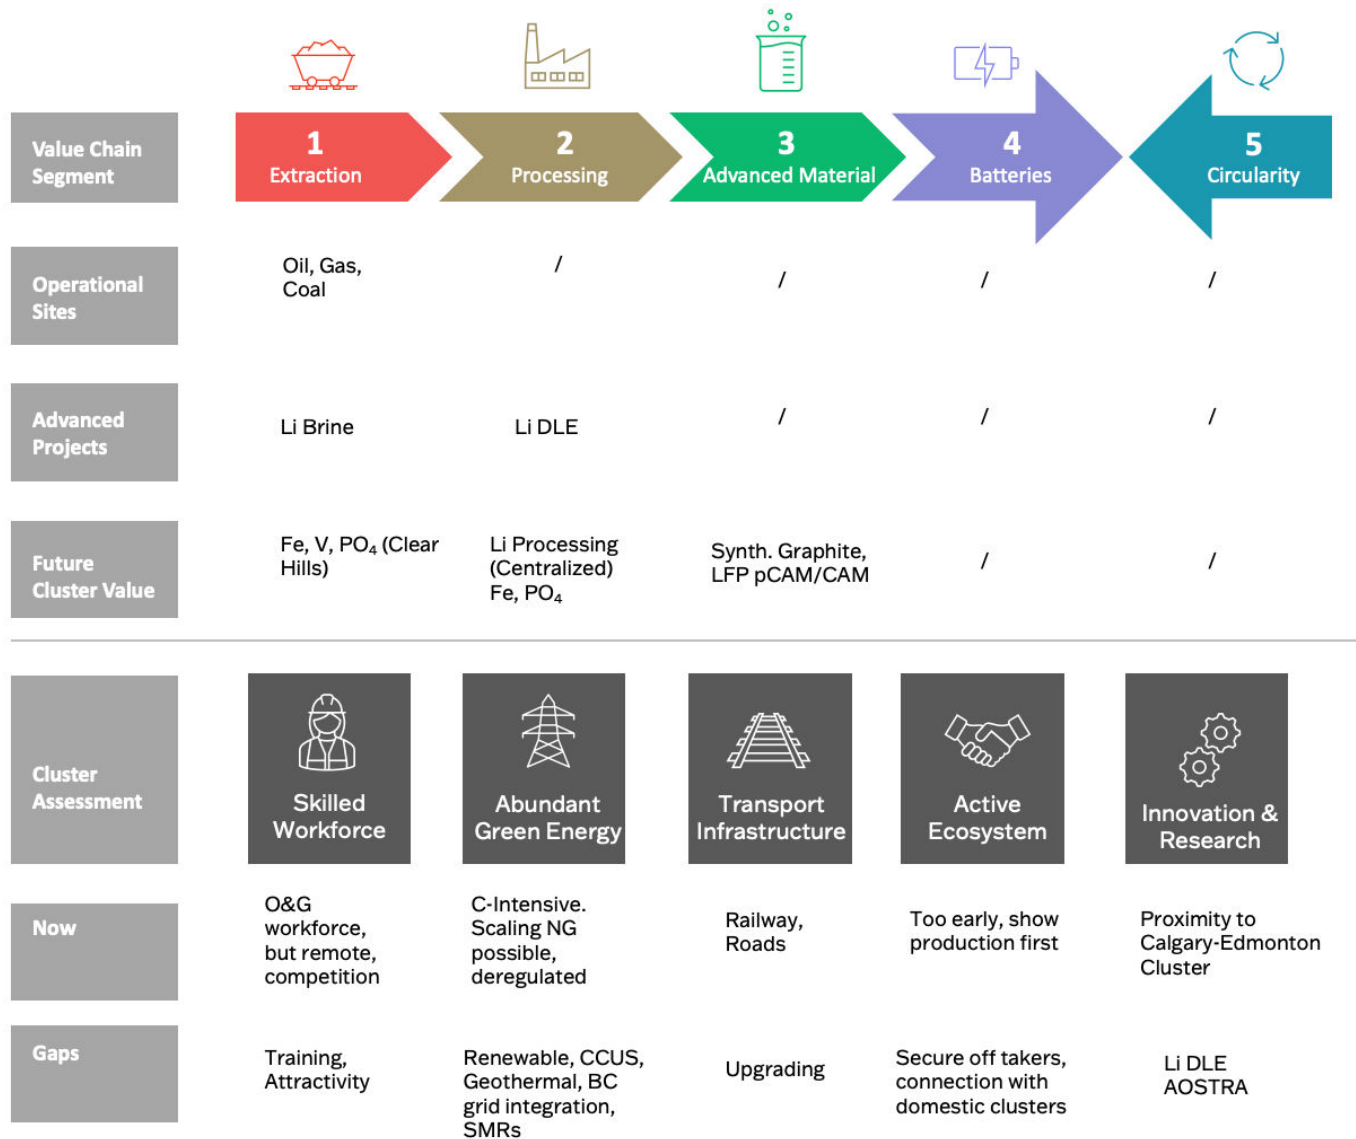 Value Chain
Segment
1
Extraction
2
Processing
3
Advanced Material
4
Batteries
5
Circularity
Operational
Sites
Oil, Gas,
Coal
/
/
/
/
Advanced
Projects
Li Brine
Li DLE
/
/
/
Future
Cluster Value
Fe, V, PO₄ (Clear
Hills)
Li Processing
(Centralized)
Fe, PO₄
Synth. Graphite,
LFP pCAM/CAM
/
/
Cluster
Assessment
Skilled
Workforce
Abundant
Green Energy
Transport
Infrastructure
Active
Ecosystem
Innovation &
Research
Now
O&G
workforce,
but remote,
competition
C-Intensive.
Scaling NG
possible,
deregulated
Railway,
Roads
Too early, show
production first
Proximity to
Calgary-Edmonton
Cluster
Gaps
Training,
Attractivity
Renewable, CCUS,
Geothermal, BC
grid integration,
SMRs
Upgrading
Secure off takers,
connection with
domestic clusters
Li DLE
AOSTRA